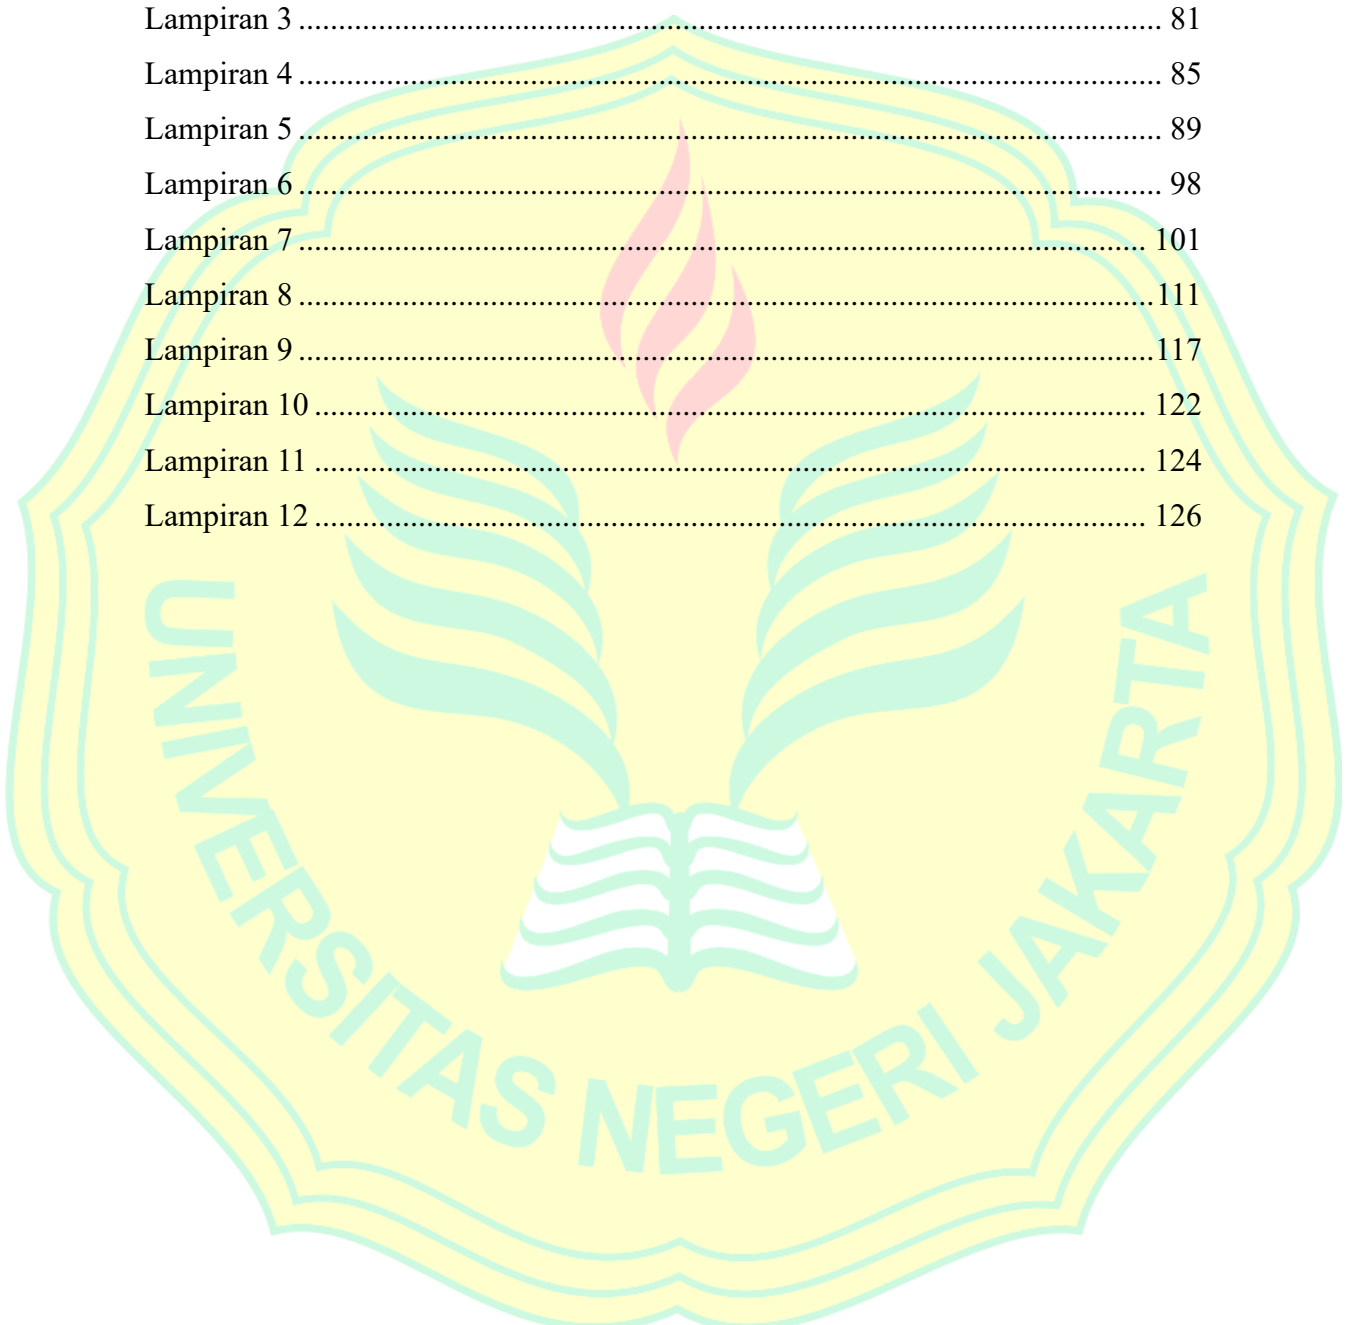 Lampiran 3 ........................................................................................................ 81
Lampiran 4 ........................................................................................................ 85
Lampiran 5 ........................................................................................................ 89
Lampiran 6 ........................................................................................................ 98
Lampiran 7 ...................................................................................................... 101
Lampiran 8 ....................................................................................................... 111
Lampiran 9 ....................................................................................................... 117
Lampiran 10 .................................................................................................... 122
Lampiran 11 .................................................................................................... 124
Lampiran 12 .................................................................................................... 126
UNIVERSITAS NEGERI JAKARTA